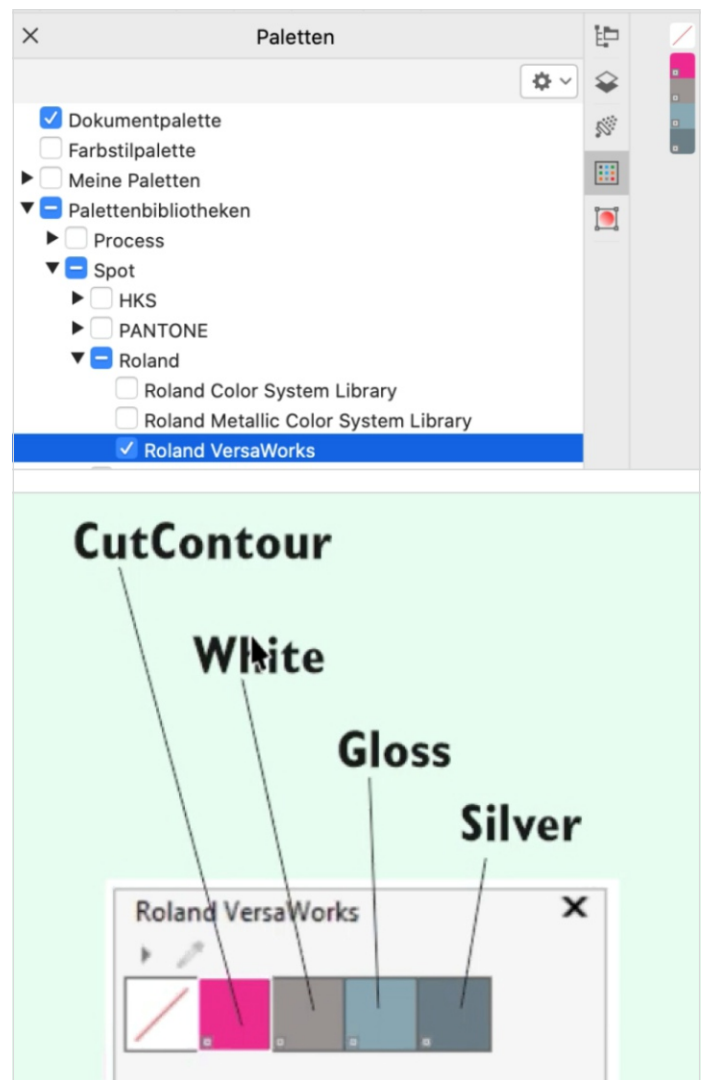 Paletten
Dokumentpalette
Farbstilpalette
Meine Paletten
Palettenbibliotheken
Process
Spot
HKS
PANTONE
Roland
Roland Color System Library
Roland Metallic Color System Library
Roland VersaWorks
CutContour
White
Gloss
Silver
Roland VersaWorks